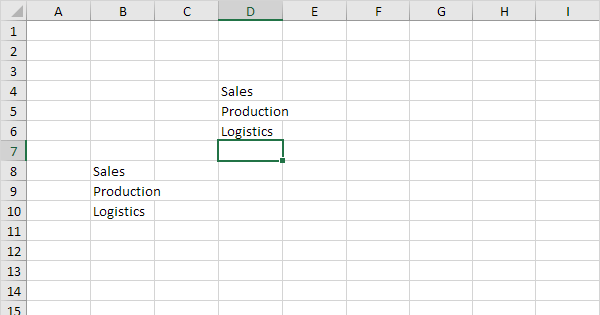 A B C D E F G H I
1
2
3
4 Sales
5 Production
6 Logistics
7
8 Sales
9 Production
10 Logistics
11
12
13
14
15